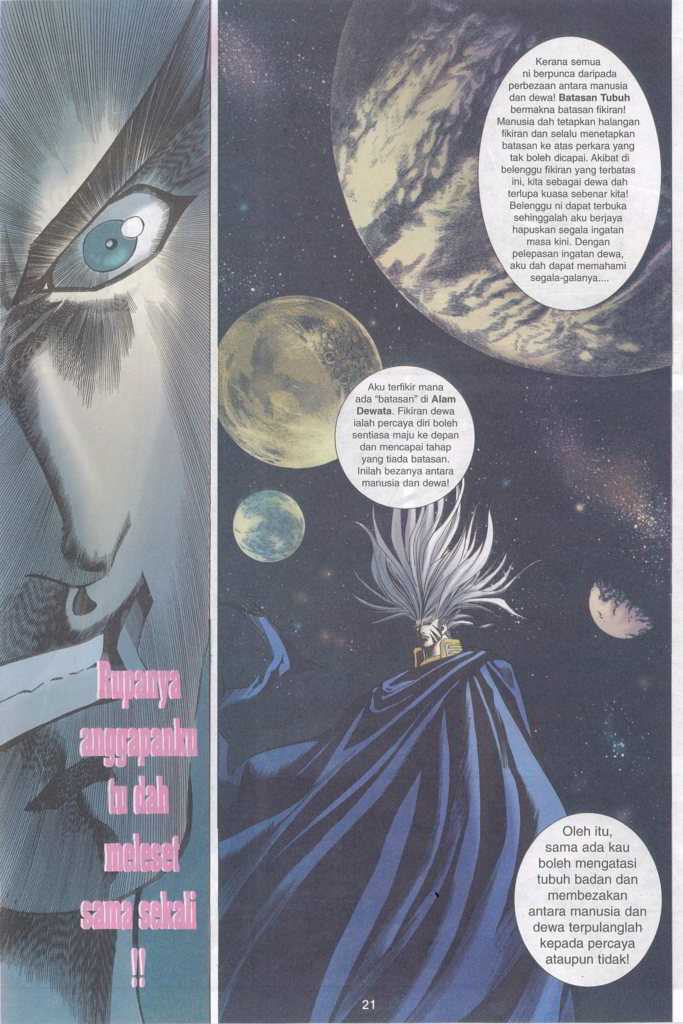 Rupanya
anggapanku
tu dah
meleset
sama sekali
!!
Kerana semua
ni berpunca daripada
perbezaan antara manusia
dan dewa! Batasan Tubuh
bermakna batasan fikiran!
Manusia dah tetapkan halangan
fikiran dan selalu menetapkan
batasan ke atas perkara yang
tak boleh dicapai. Akibat di
belenggu fikiran yang terbatas
ini, kita sebagai dewa dah
terlupa kuasa sebenar kita!
Belenggu ni dapat terbuka
sehinggalah aku berjaya
hapuskan segala ingatan
masa kini. Dengan
pelepasan ingatan dewa,
aku dah dapat memahami
segala-galanya....
Aku terfikir mana
ada "batasan" di Alam
Dewata. Fikiran dewa
ialah percaya diri boleh
sentiasa maju ke depan
dan mencapai tahap
yang tiada batasan.
Inilah bezanya antara
manusia dan dewa!
Oleh itu,
sama ada kau
boleh mengatasi
tubuh badan dan
membezakan
antara manusia dan
dewa terpulanglah
kepada percaya
ataupun tidak!
21